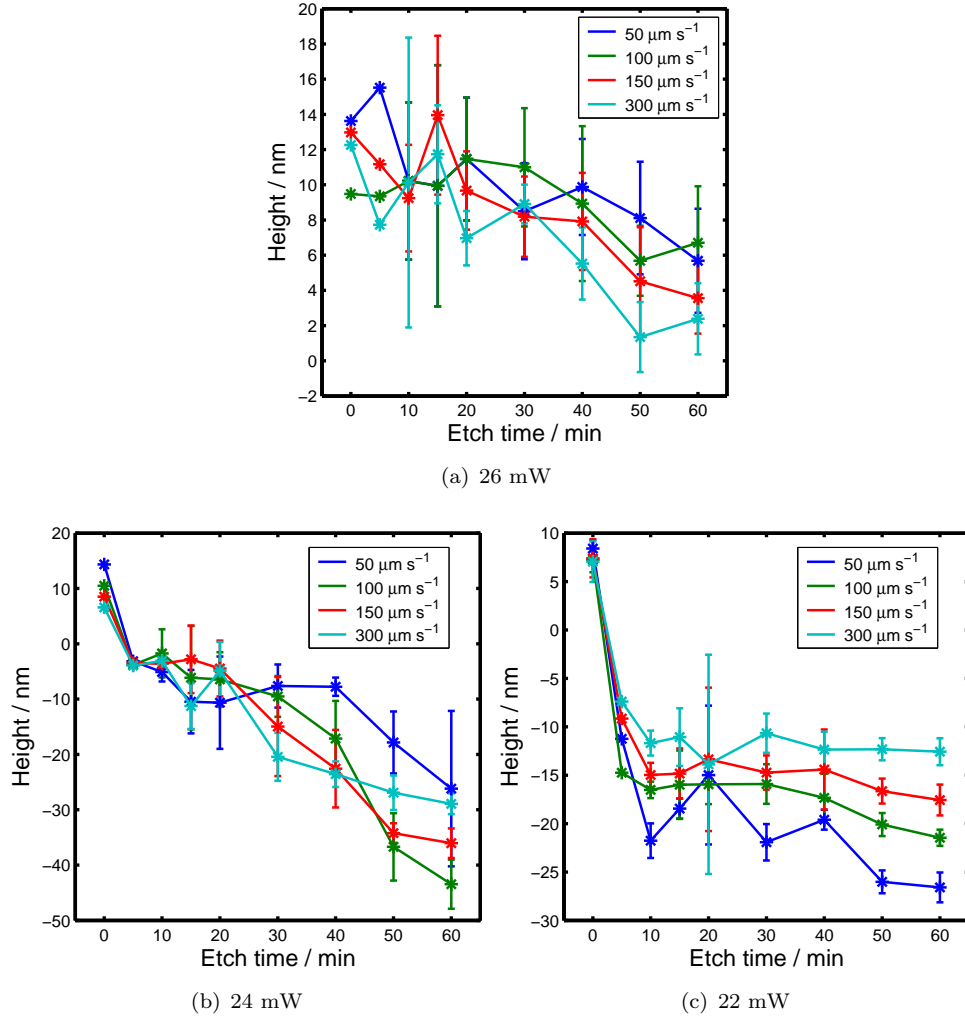 20
18
16
14
12
10
8
6
4
2
0
−2
Height / nm
50 μm s⁻¹
100 μm s⁻¹
150 μm s⁻¹
300 μm s⁻¹
0 10 20 30 40 50 60
Etch time / min
(a) 26 mW
20
10
0
−10
−20
−30
−40
−50
Height / nm
50 μm s⁻¹
100 μm s⁻¹
150 μm s⁻¹
300 μm s⁻¹
0 10 20 30 40 50 60
Etch time / min
(b) 24 mW
10
5
0
−5
−10
−15
−20
−25
−30
Height / nm
50 μm s⁻¹
100 μm s⁻¹
150 μm s⁻¹
300 μm s⁻¹
0 10 20 30 40 50 60
Etch time / min
(c) 22 mW